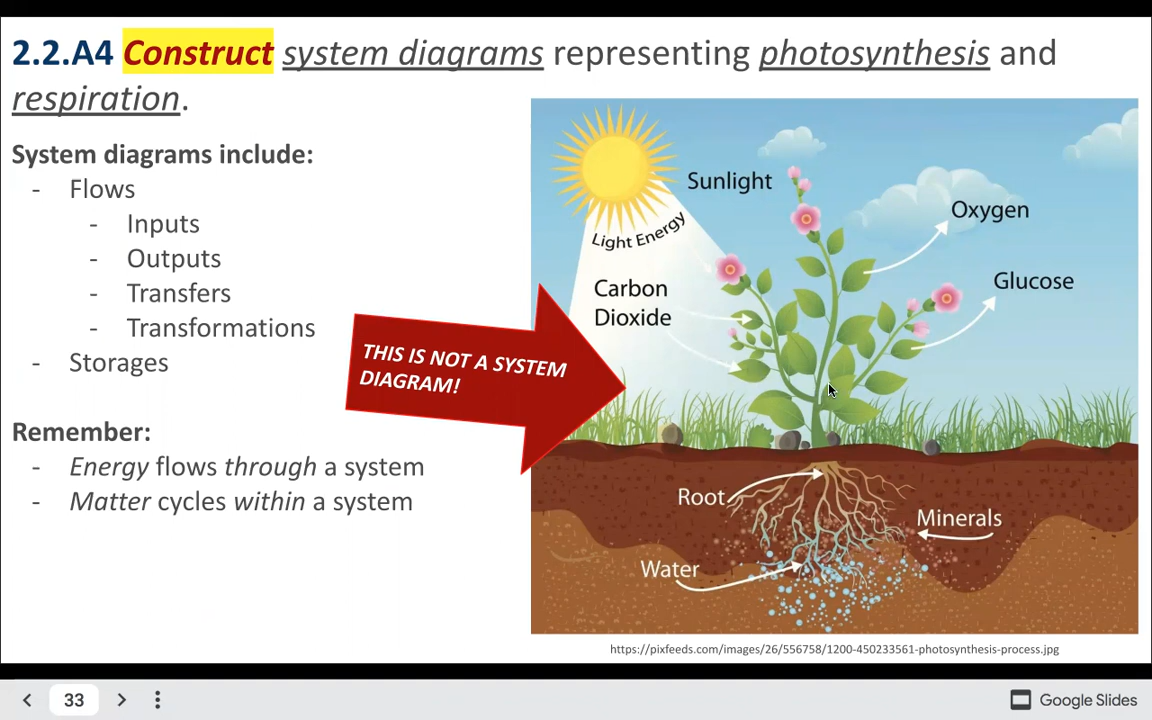 2.2.A4 Construct system diagrams representing photosynthesis and
respiration.
System diagrams include:
- Flows
- Inputs
- Outputs
- Transfers
- Transformations
- Storages
Remember:
- Energy flows through a system
- Matter cycles within a system
THIS IS NOT A SYSTEM
DIAGRAM!
Sunlight
Light Energy
Oxygen
Carbon
Dioxide
Glucose
Root
Minerals
Water
https://pixfeeds.com/images/26/556758/1200-450233561-photosynthesis-process.jpg
33
Google Slides